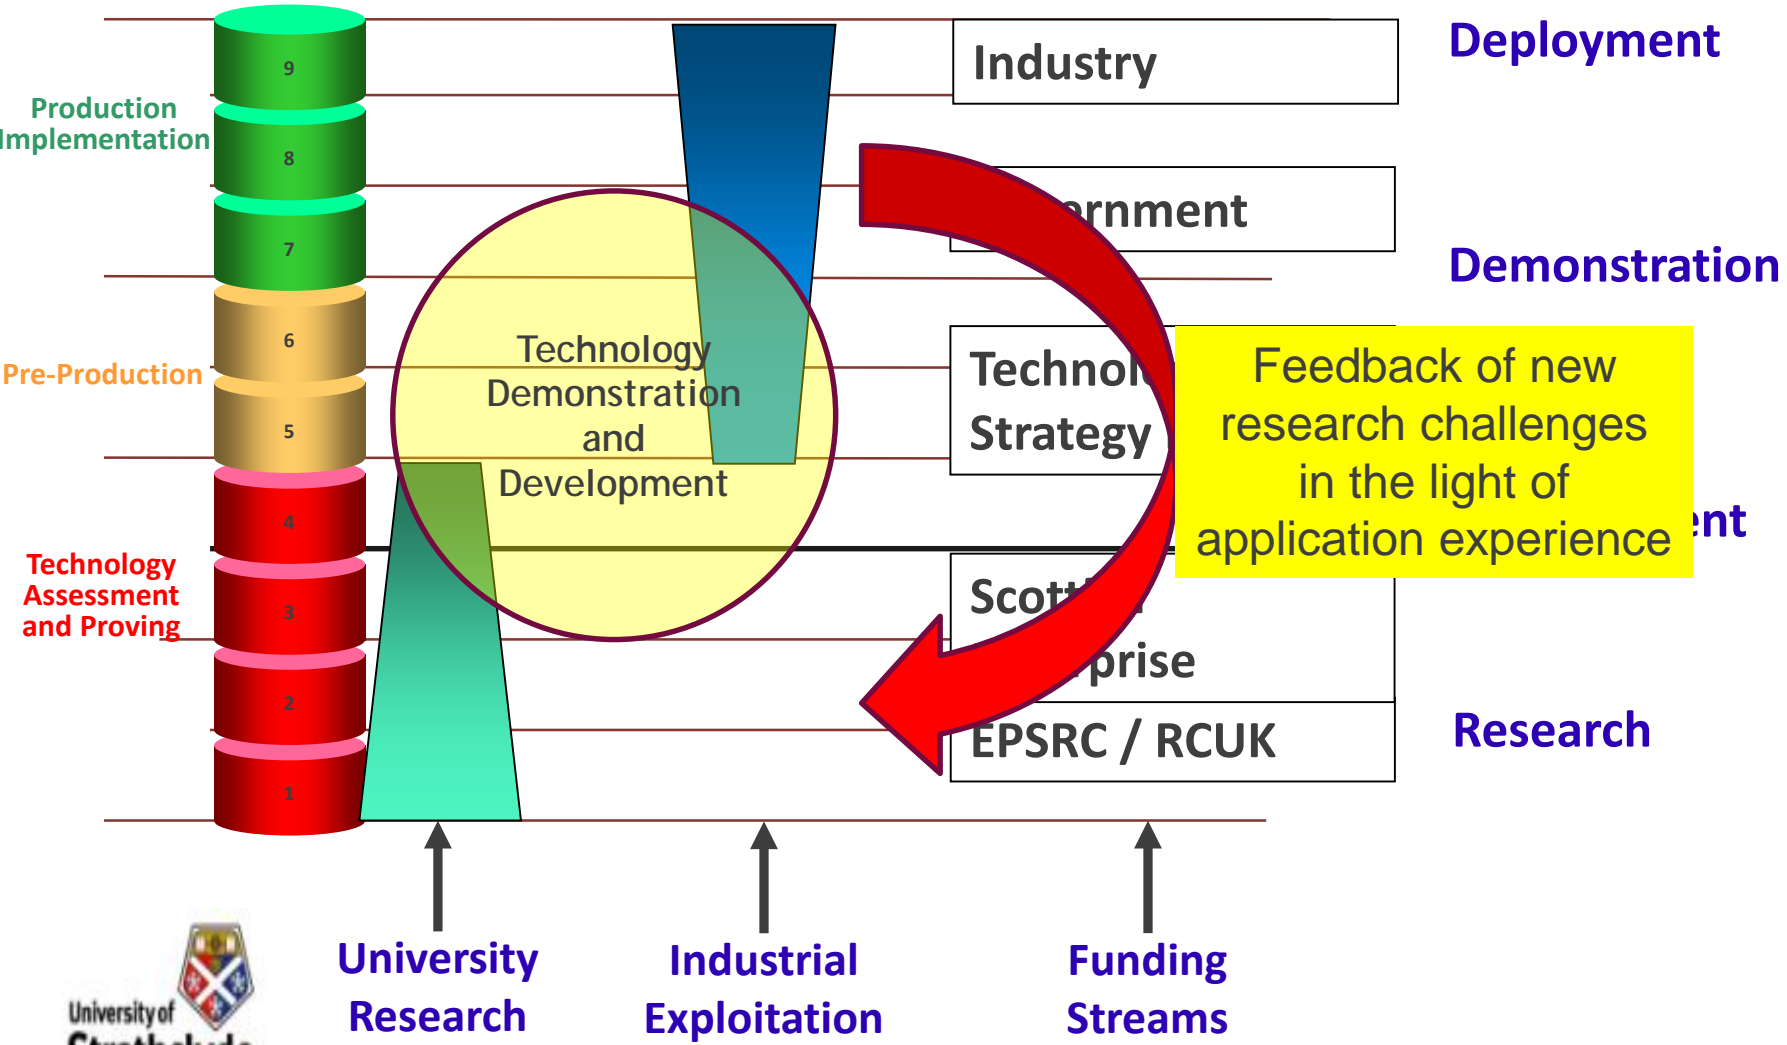 Deployment
Industry
9
Production
Implementation
8
ernment
7
Demonstration
6
Technology
Demonstration
and
Development
Technol
Strategy
Pre-Production
5
Feedback of new
research challenges
in the light of
application experience
ent
4
Technology
Assessment
and Proving
3
Scott
prise
2
EPSRC / RCUK
Research
1
University
Research
Industrial
Exploitation
Funding
Streams
University of
Strathclyde